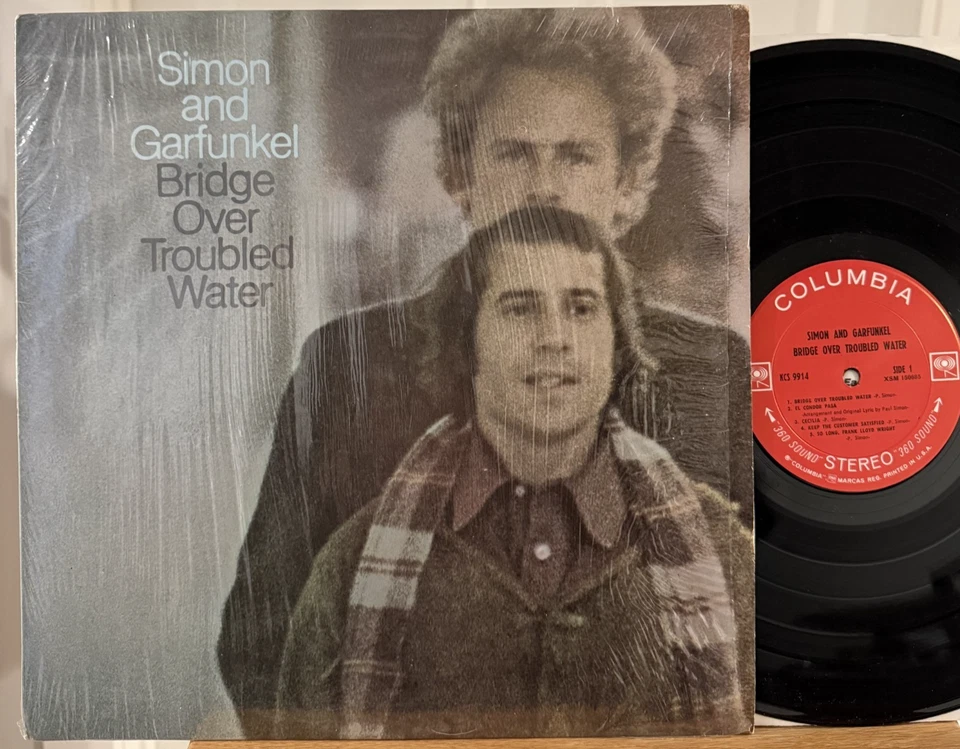 Simon
and
Garfunkel
Bridge
Over
Troubled
Water
COLUMBIA
SIMON AND GARFUNKEL
BRIDGE OVER TROUBLED WATER
KCS 9914
SIDE 1
1. BRIDGE OVER TROUBLED WATER -P. Simon-
2. EL CONDOR PASA
Arrangement and Original Lyric by Paul Simon-
3. CECILIA -P. Simon-
4. KEEP THE CUSTOMER SATISFIED -P. Simon-
5. SO LONG, FRANK LLOYD WRIGHT
-P. Simon-
"360 SOUND" STEREO "360 SOUND"
® "COLUMBIA" MARCAS REG. PRINTED IN U.S.A.